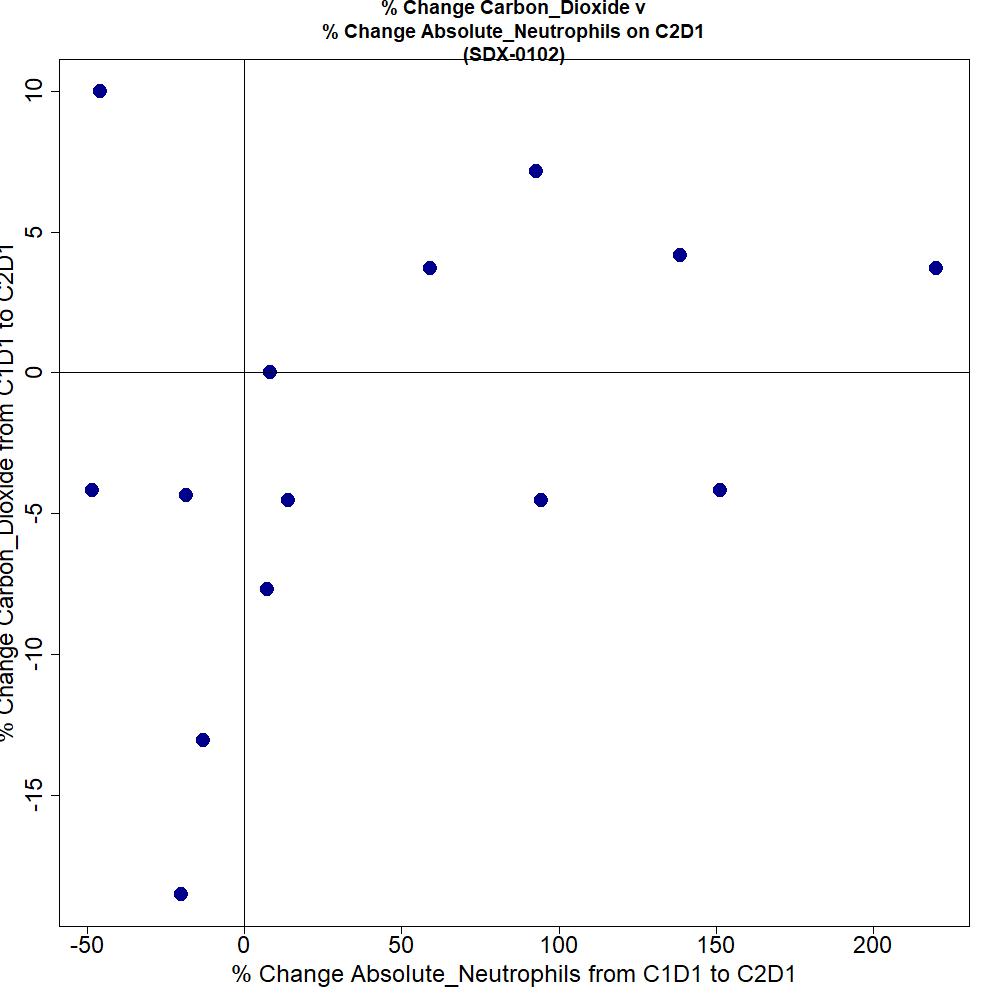 % Change Carbon_Dioxide v
% Change Absolute_Neutrophils on C2D1
(SDX-0102)
% Change Carbon_Dioxide from C1D1 to C2D1
10
5
0
-5
-10
-15
-50
0
50
100
150
200
% Change Absolute_Neutrophils from C1D1 to C2D1